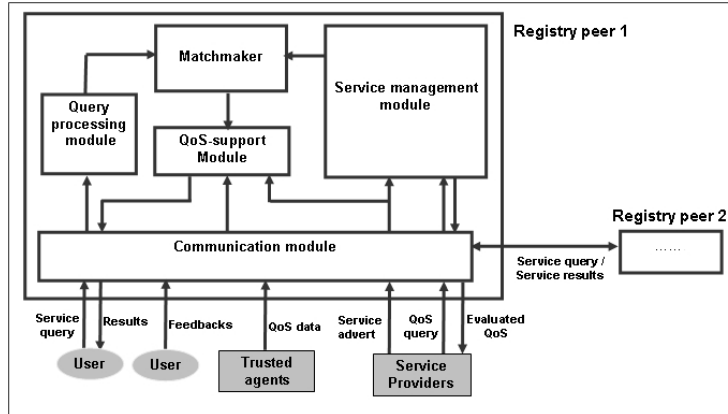 Registry peer 1
Matchmaker
Service management
module
Query
processing
module
QoS-support
Module
Communication module
Registry peer 2
......
Service query /
Service results
Service
query
Results
Feedbacks
QoS data
Service
advert
QoS
query
Evaluated
QoS
User
User
Trusted
agents
Service
Providers